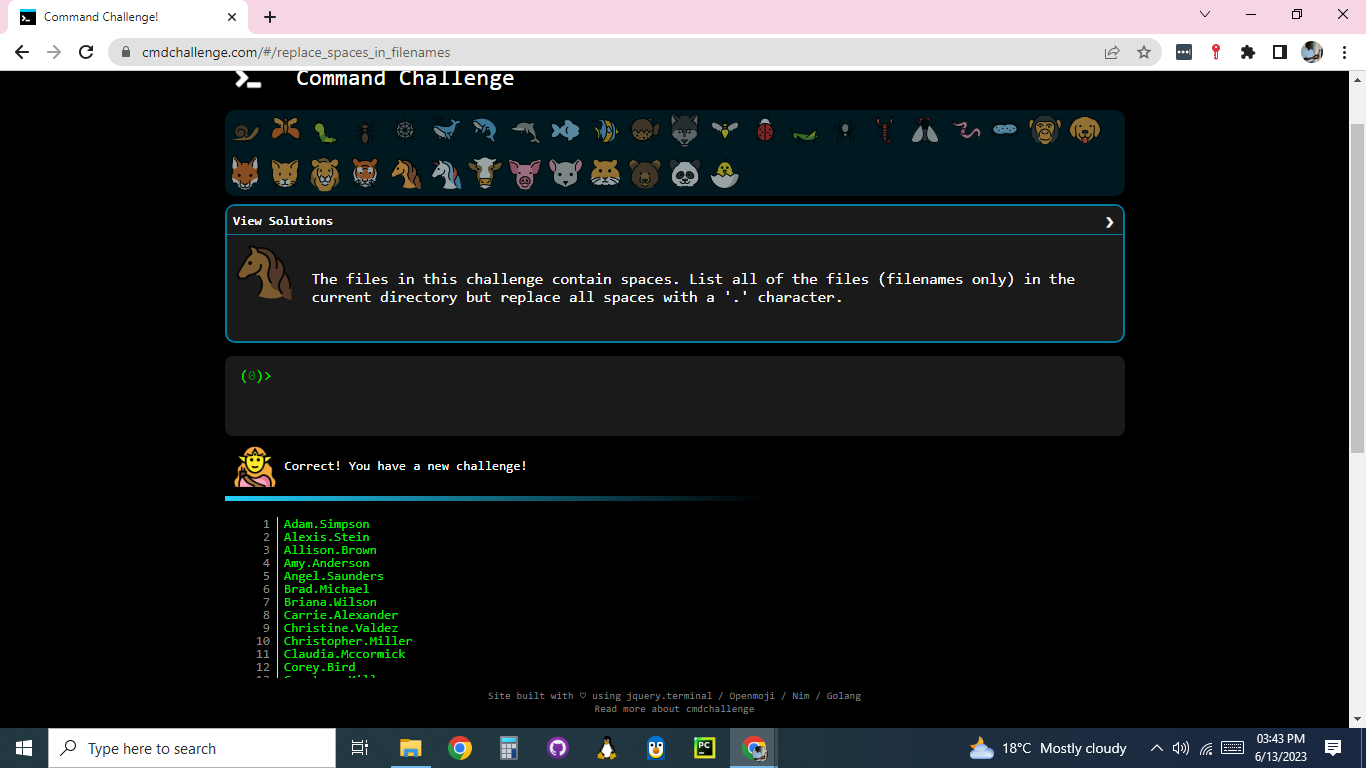 Command Challenge!
cmdchallenge.com/#/replace_spaces_in_filenames
Command Challenge
View Solutions
The files in this challenge contain spaces. List all of the files (filenames only) in the
current directory but replace all spaces with a '.' character.
(0)>
Correct! You have a new challenge!
1 Adam.Simpson
2 Alexis.Stein
3 Allison.Brown
4 Amy.Anderson
5 Angel.Saunders
6 Brad.Michael
7 Briana.Wilson
8 Carrie.Alexander
9 Christine.Valdez
10 Christopher.Miller
11 Claudia.Mccormick
12 Corey.Bird
Site built with ♡ using jquery.terminal / Openmoji / Nim / Golang
Read more about cmdchallenge
Type here to search
PC
18°C Mostly cloudy
03:43 PM
6/13/2023